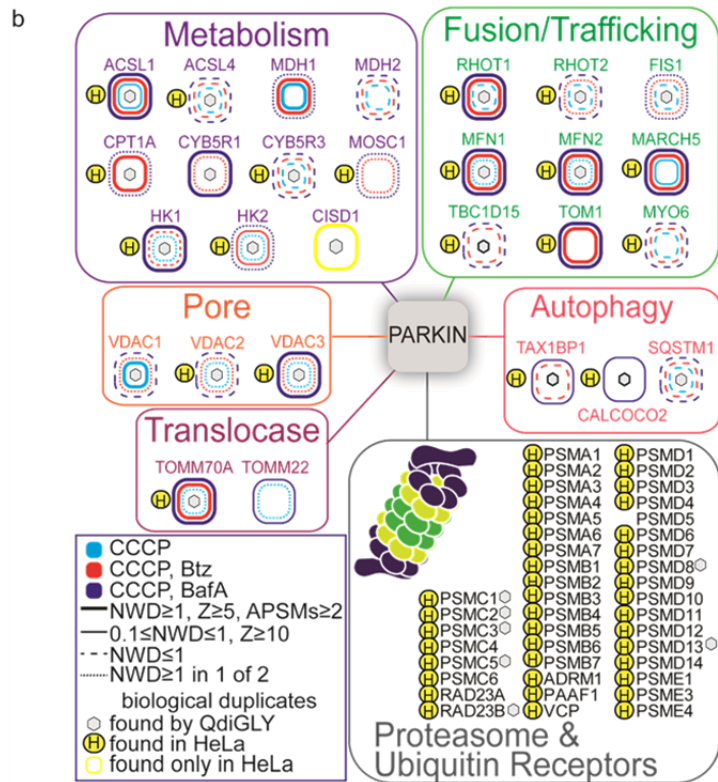 b
Metabolism
ACSL1 ACSL4 MDH1 MDH2
H H
CPT1A CYB5R1 CYB5R3 MOSC1
H H H
HK1 HK2 CISD1
H H
Fusion/Trafficking
RHOT1 RHOT2 FIS1
H H
MFN1 MFN2 MARCH5
H H H
TBC1D15 TOM1 MYO6
H H H
Pore
VDAC1 VDAC2 VDAC3
H H
PARKIN
Autophagy
TAX1BP1 SQSTM1
H H
CALCOCO2
Translocase
TOMM70A TOMM22
H
CCCP
CCCP, Btz
CCCP, BafA
NWD≥1, Z≥5, APSMs≥2
0.1≤NWD≤1, Z≥10
NWD≤1
NWD≥1 in 1 of 2
biological duplicates
found by QdiGLY
H found in HeLa
found only in HeLa
H PSMC1
H PSMC2
H PSMC3
H PSMC4
H PSMC5
H PSMC6
H RAD23A
H RAD23B
H PSMA1
H PSMA2
H PSMA3
H PSMA4
H PSMA5
H PSMA6
H PSMA7
H PSMB1
H PSMB2
H PSMB3
H PSMB4
H PSMB5
H PSMB6
H PSMB7
H ADRM1
H PAAF1
H VCP
H PSMD1
H PSMD2
H PSMD3
H PSMD4
PSMD5
H PSMD6
H PSMD7
H PSMD8
H PSMD9
H PSMD10
H PSMD11
H PSMD12
H PSMD13
H PSMD14
H PSME1
H PSME3
H PSME4
Proteasome &
Ubiquitin Receptors